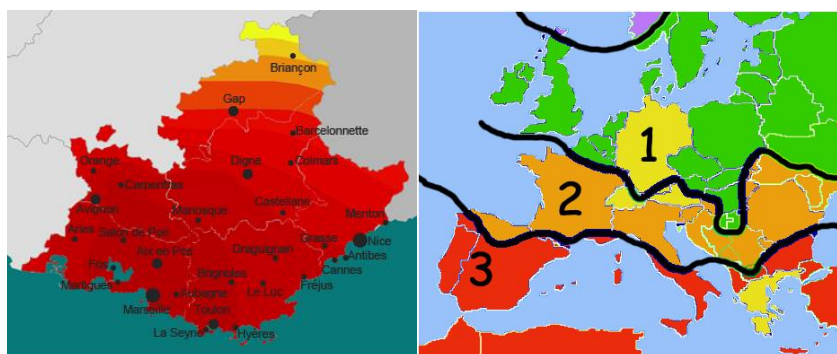 Briançon
Gap
Barcelonnette
Orange
Digne
Colmars
Carpentras
Avignon
Manosque
Castellane
Menton
Arles
Salon de Pce
Grasse
Nice
Aix en Pce
Draguignan
Antibes
Fos
Brignoles
Cannes
Martigues
Aubagne
Le Luc
Fréjus
Marseille
Toulon
La Seyne
Hyères
1
2
3